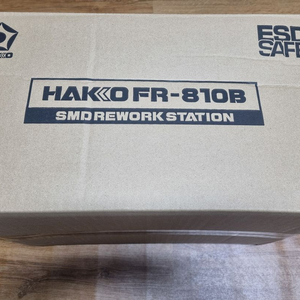 ESD
SAFE
HAKKO FR-810B
SMD REWORK STATION